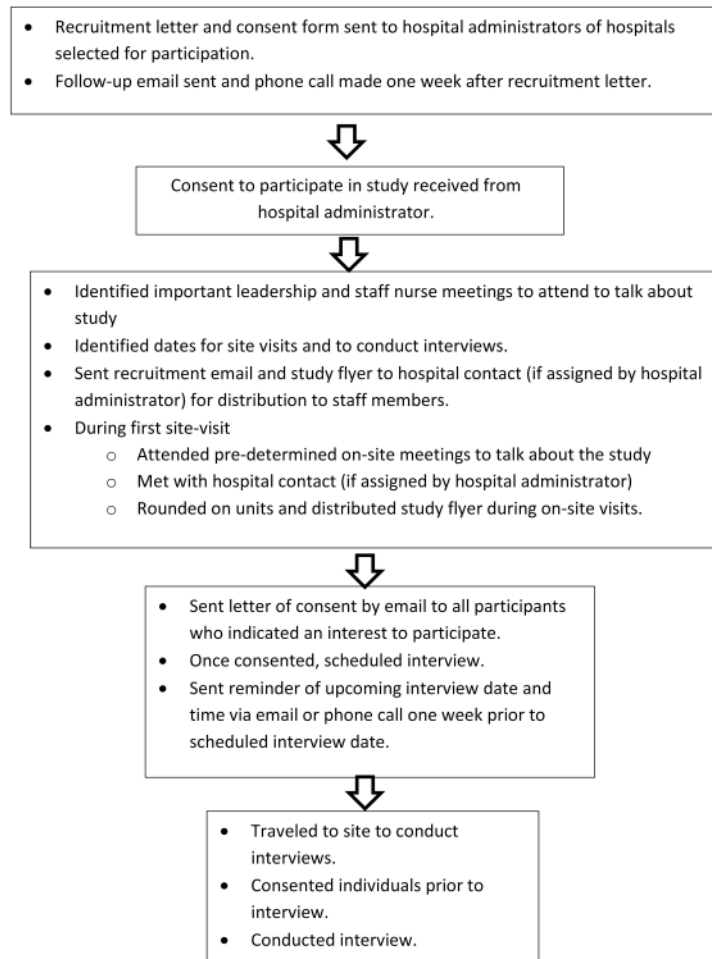 • Recruitment letter and consent form sent to hospital administrators of hospitals
selected for participation.
• Follow-up email sent and phone call made one week after recruitment letter.
Consent to participate in study received from
hospital administrator.
• Identified important leadership and staff nurse meetings to attend to talk about
study
• Identified dates for site visits and to conduct interviews.
• Sent recruitment email and study flyer to hospital contact (if assigned by hospital
administrator) for distribution to staff members.
• During first site-visit
o Attended pre-determined on-site meetings to talk about the study
o Met with hospital contact (if assigned by hospital administrator)
o Rounded on units and distributed study flyer during on-site visits.
• Sent letter of consent by email to all participants
who indicated an interest to participate.
• Once consented, scheduled interview.
• Sent reminder of upcoming interview date and
time via email or phone call one week prior to
scheduled interview date.
• Traveled to site to conduct
interviews.
• Consented individuals prior to
interview.
• Conducted interview.